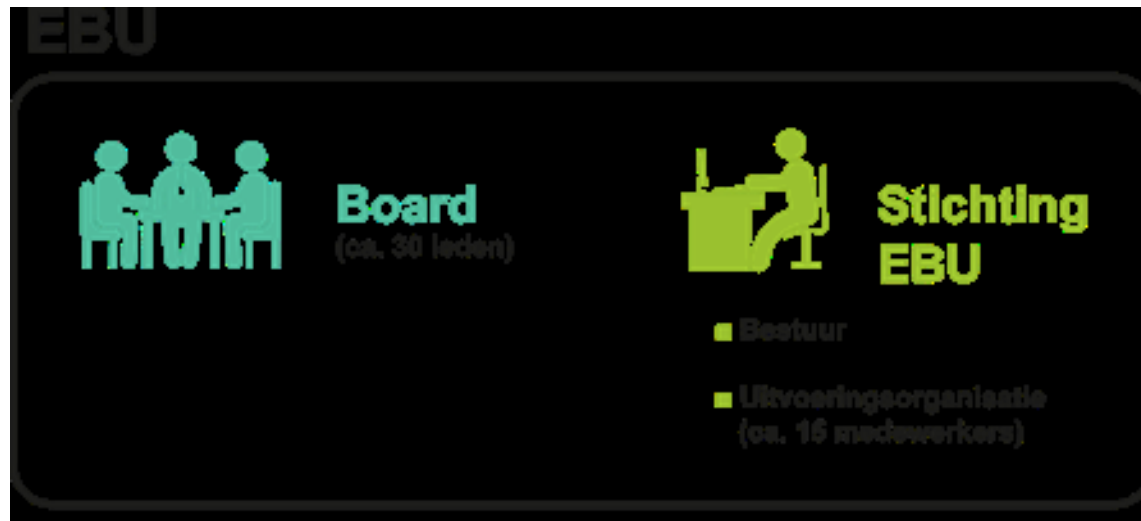 EBU
Board
(ca. 30 leden)
Stichting
EBU
Bestuur
Uitvoeringsorganisatie
(ca. 15 medewerkers)